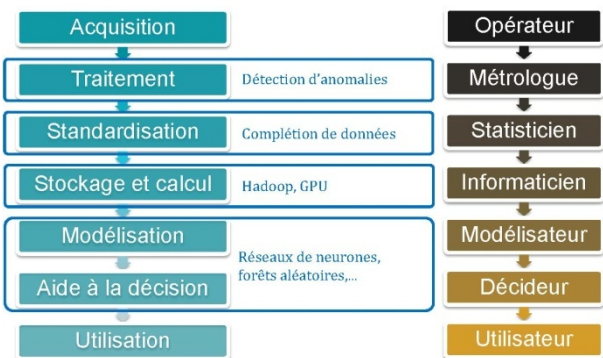 Acquisition
Opérateur
Traitement
Détection d'anomalies
Métrologue
Standardisation
Complétion de données
Statisticien
Stockage et calcul
Hadoop, GPU
Informaticien
Modélisation
Réseaux de neurones,
forêts aléatoires,...
Modélisateur
Aide à la décision
Décideur
Utilisation
Utilisateur